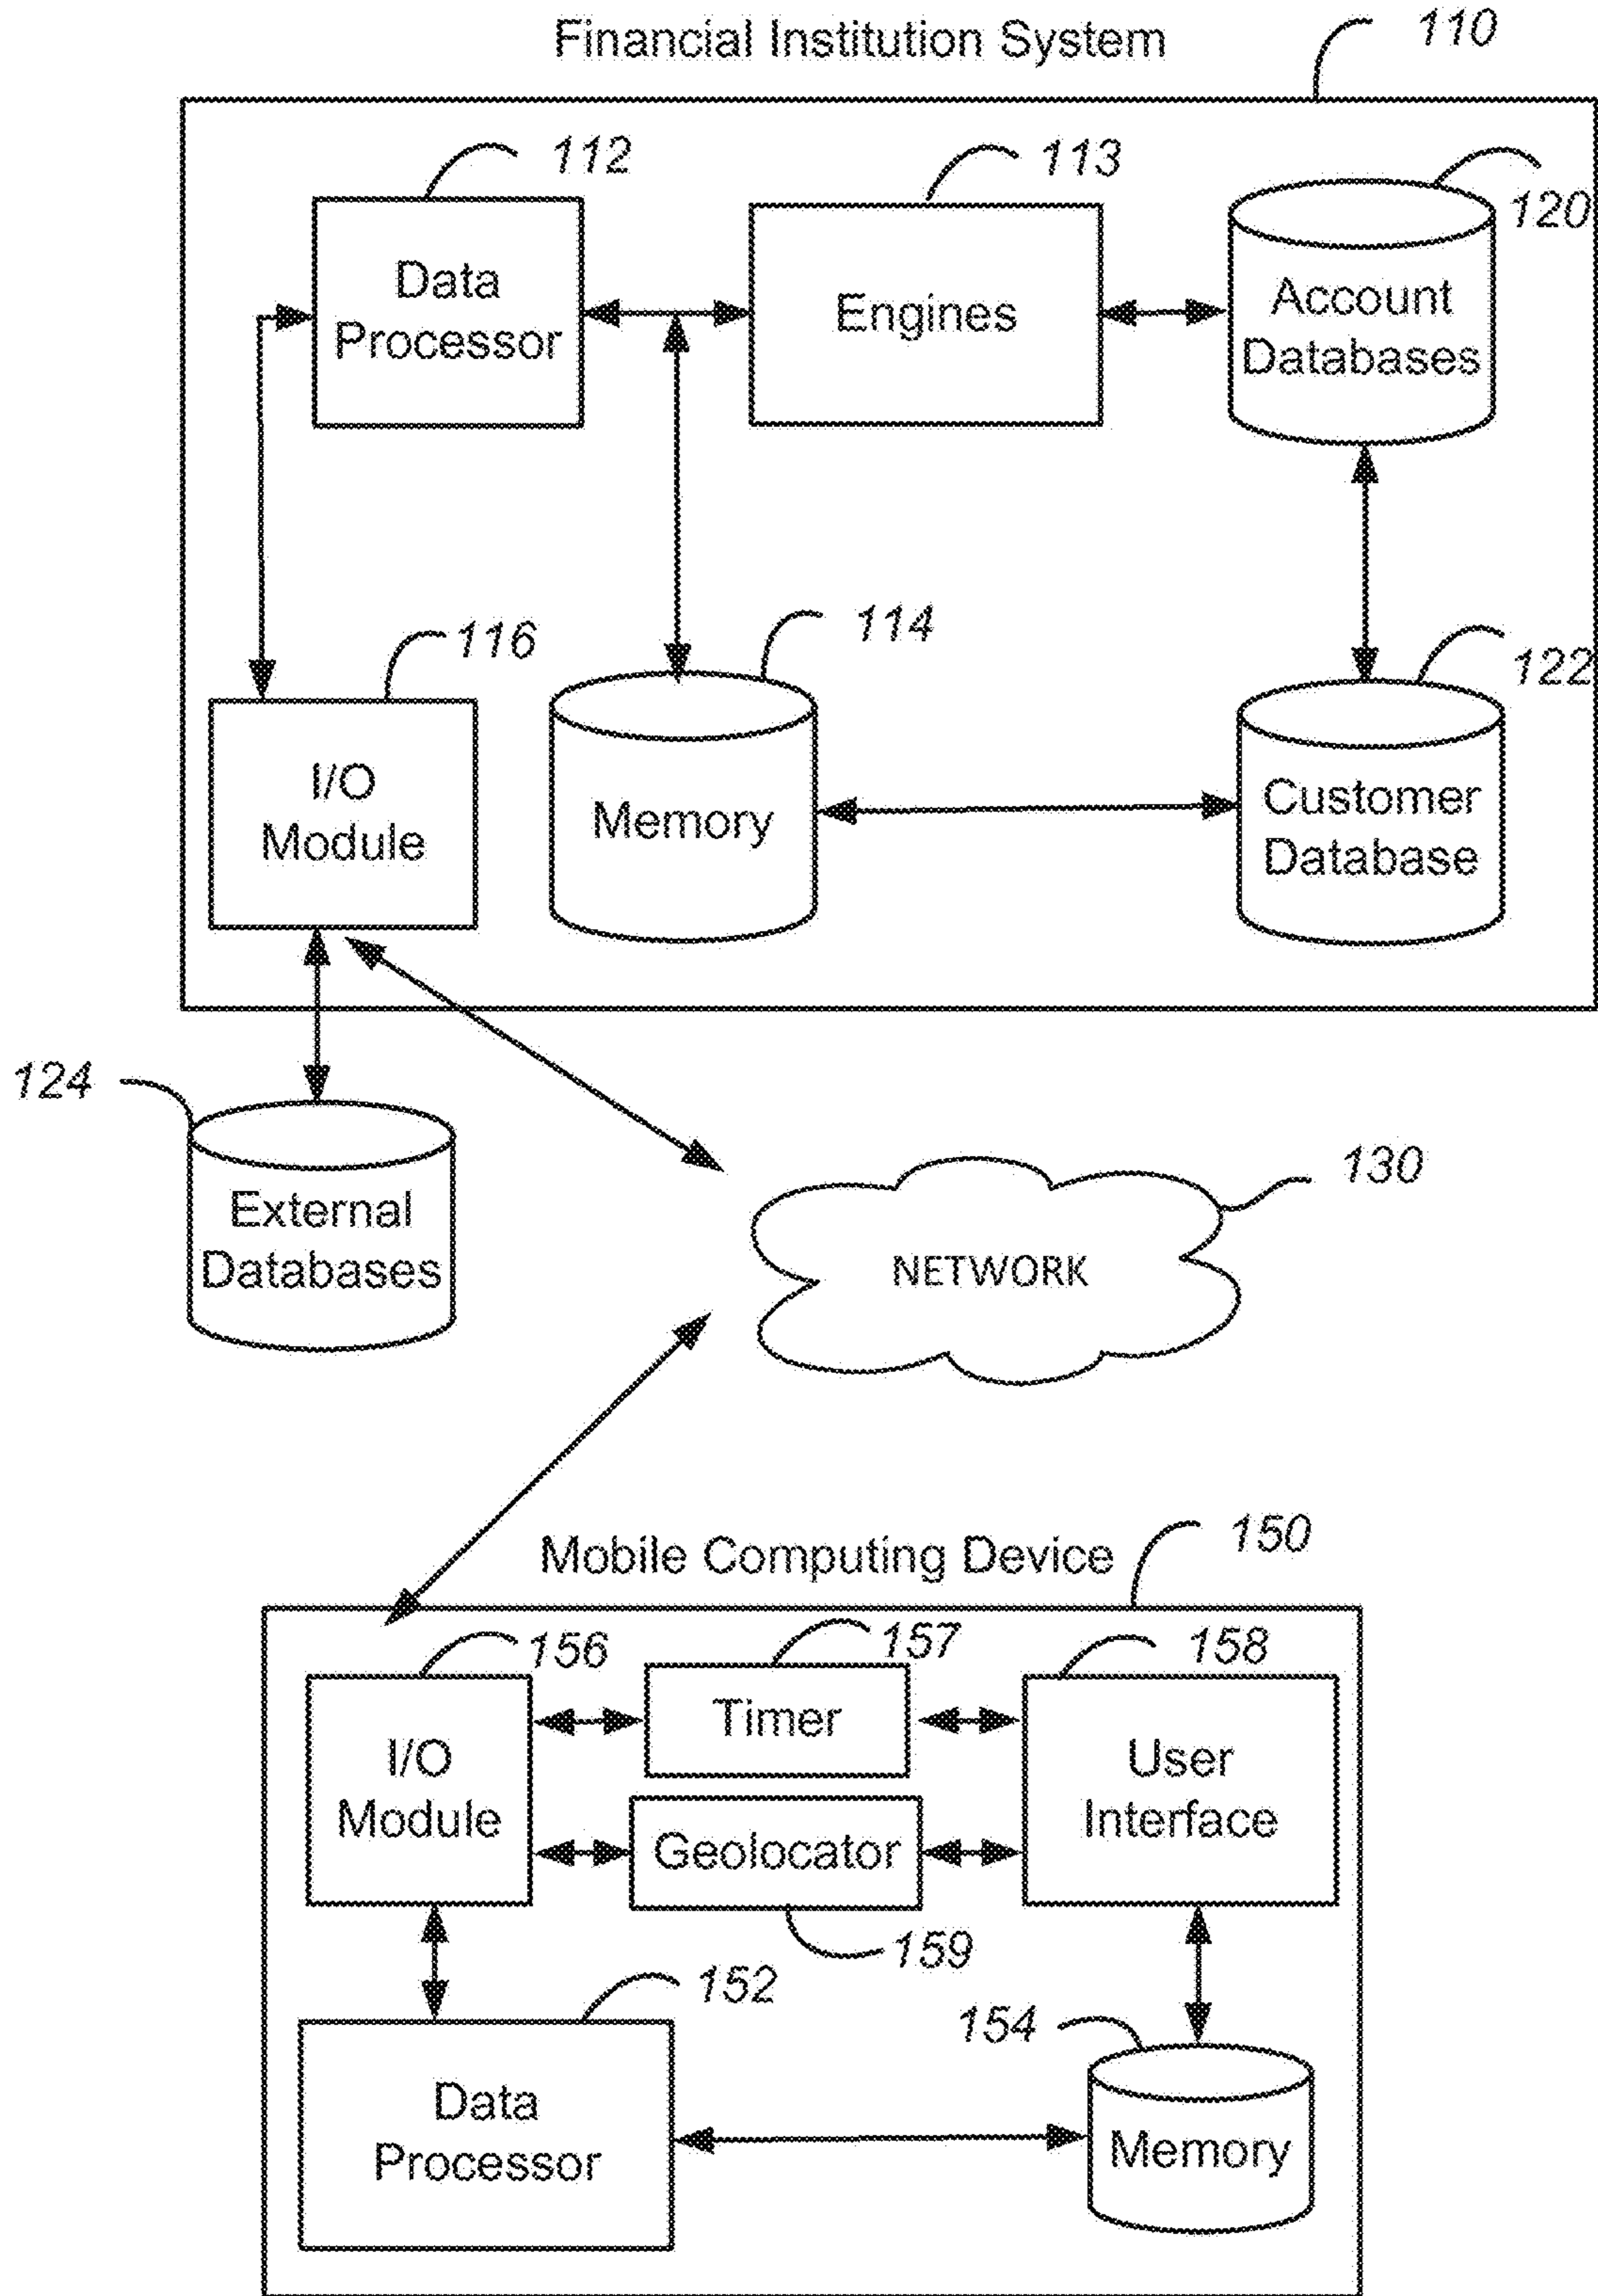 Financial Institution System
110
112
113
120
Data
Processor
Engines
Account
Databases
116
114
122
I/O
Module
Memory
Customer
Database
124
External
Databases
130
NETWORK
Mobile Computing Device
150
156
157
158
I/O
Module
Timer
User
Interface
Geolocator
159
152
154
Data
Processor
Memory